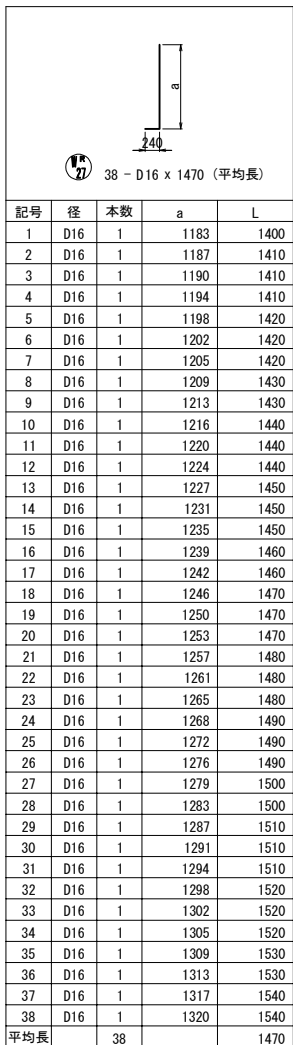 a
240
WR
27
38 - D16 x 1470 (平均長)
記号 径 本数 a L
1 D16 1 1183 1400
2 D16 1 1187 1410
3 D16 1 1190 1410
4 D16 1 1194 1410
5 D16 1 1198 1420
6 D16 1 1202 1420
7 D16 1 1205 1420
8 D16 1 1209 1430
9 D16 1 1213 1430
10 D16 1 1216 1440
11 D16 1 1220 1440
12 D16 1 1224 1440
13 D16 1 1227 1450
14 D16 1 1231 1450
15 D16 1 1235 1450
16 D16 1 1239 1460
17 D16 1 1242 1460
18 D16 1 1246 1470
19 D16 1 1250 1470
20 D16 1 1253 1470
21 D16 1 1257 1480
22 D16 1 1261 1480
23 D16 1 1265 1480
24 D16 1 1268 1490
25 D16 1 1272 1490
26 D16 1 1276 1490
27 D16 1 1279 1500
28 D16 1 1283 1500
29 D16 1 1287 1510
30 D16 1 1291 1510
31 D16 1 1294 1510
32 D16 1 1298 1520
33 D16 1 1302 1520
34 D16 1 1305 1520
35 D16 1 1309 1530
36 D16 1 1313 1530
37 D16 1 1317 1540
38 D16 1 1320 1540
平均長 38 1470